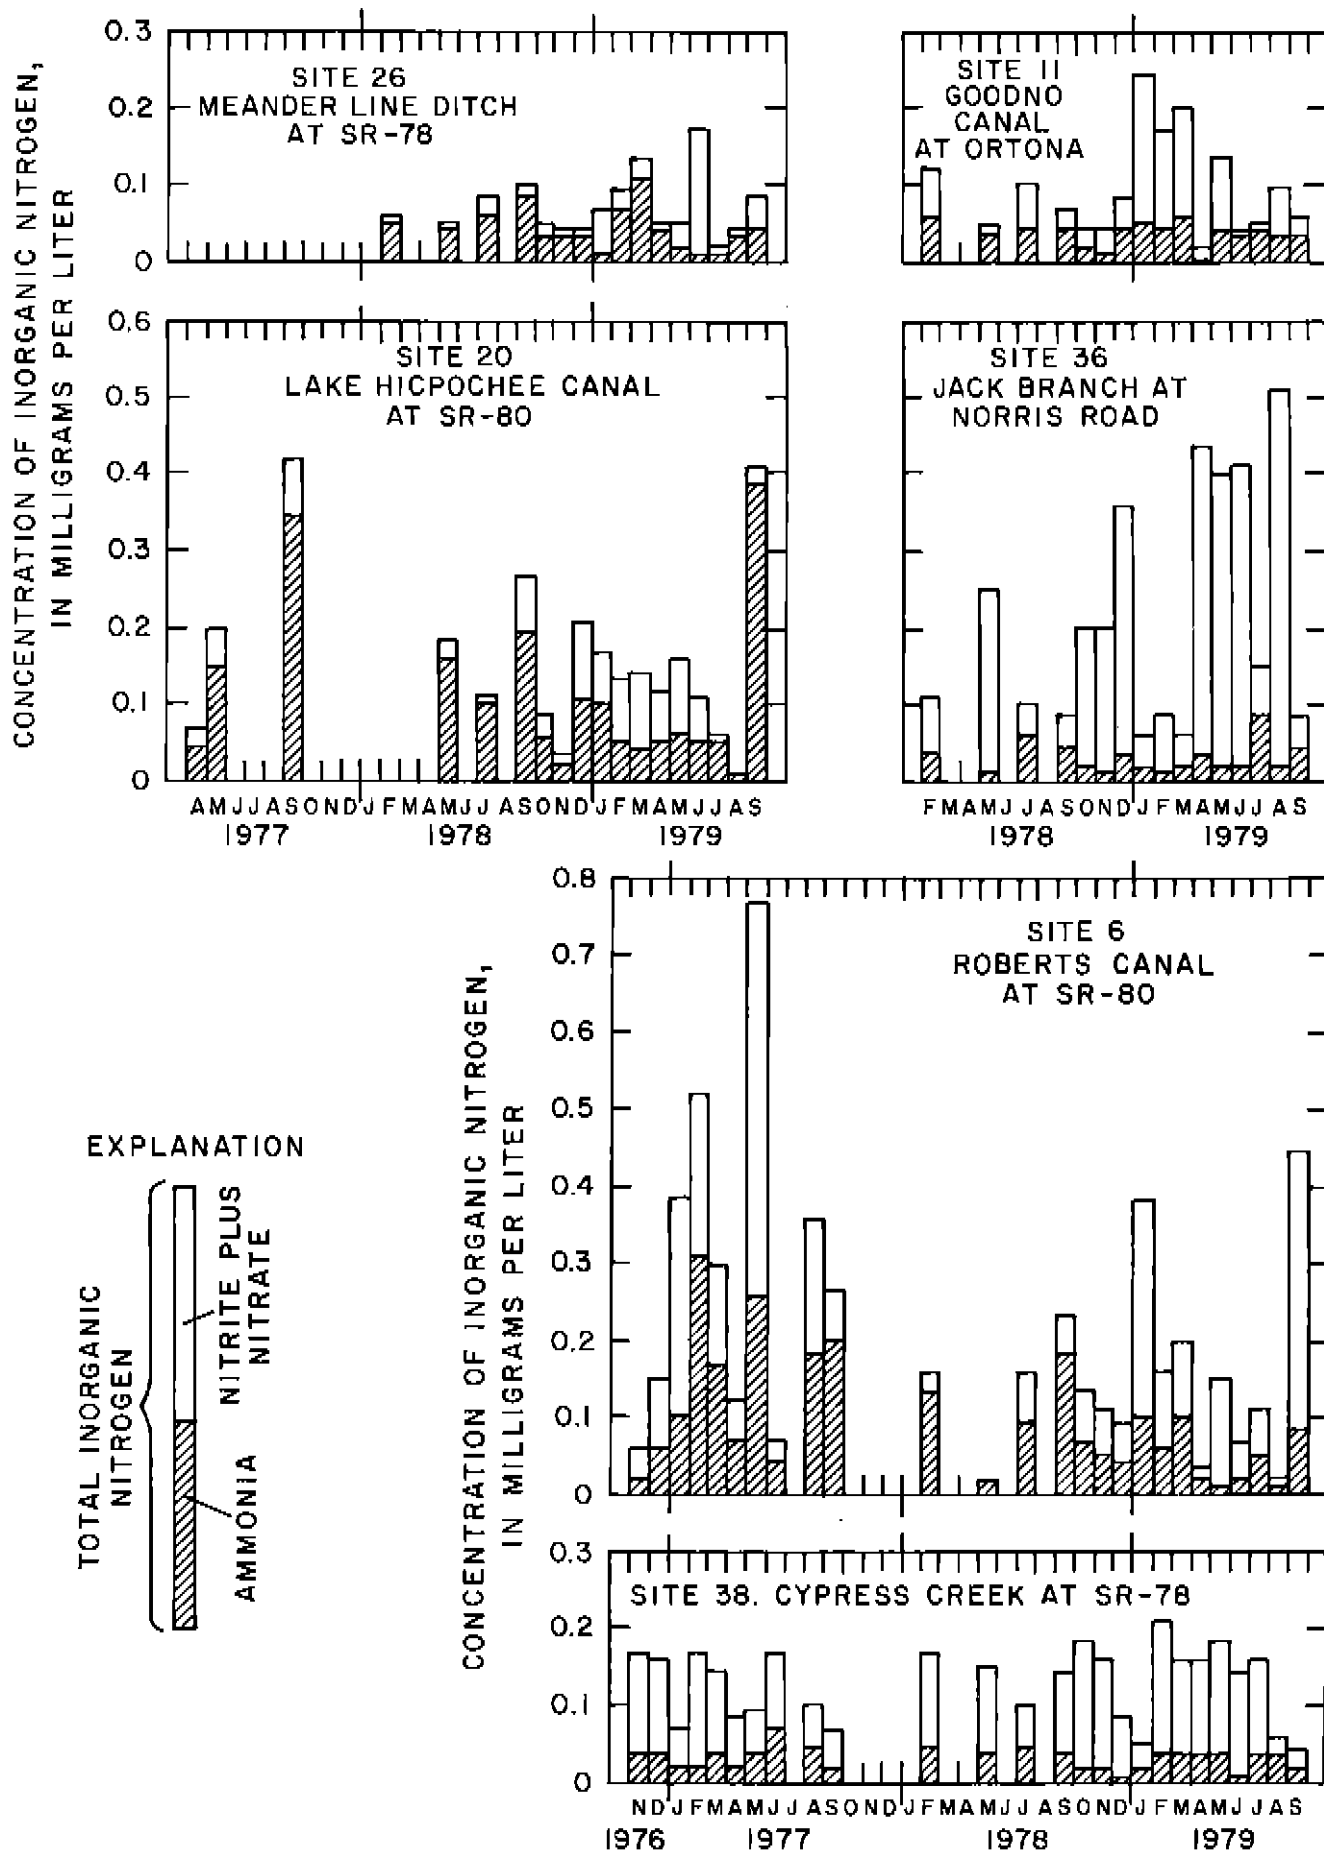 CONCENTRATION OF INORGANIC NITROGEN,
IN MILLIGRAMS PER LITER
0.3
0.2
0.1
0
SITE 26
MEANDER LINE DITCH
AT SR-78
SITE 11
GOODNO
CANAL
AT ORTONA
0.6
0.5
0.4
0.3
0.2
0.1
0
SITE 20
LAKE HICPOCHEE CANAL
AT SR-80
SITE 36
JACK BRANCH AT
NORRIS ROAD
A M J J A S O N D J F M A M J J A S O N D J F M A M J J A S
1977 1978 1979
F M A M J J A S O N D J F M A M J J A S
1978 1979
EXPLANATION
TOTAL INORGANIC
NITROGEN
NITRITE PLUS
NITRATE
AMMONIA
CONCENTRATION OF INORGANIC NITROGEN,
IN MILLIGRAMS PER LITER
0.8
0.7
0.6
0.5
0.4
0.3
0.2
0.1
0
SITE 6
ROBERTS CANAL
AT SR-80
0.3
0.2
0.1
0
SITE 38. CYPRESS CREEK AT SR-78
N D J F M A M J J A S O N D J F M A M J J A S O N D J F M A M J J A S
1976 1977 1978 1979